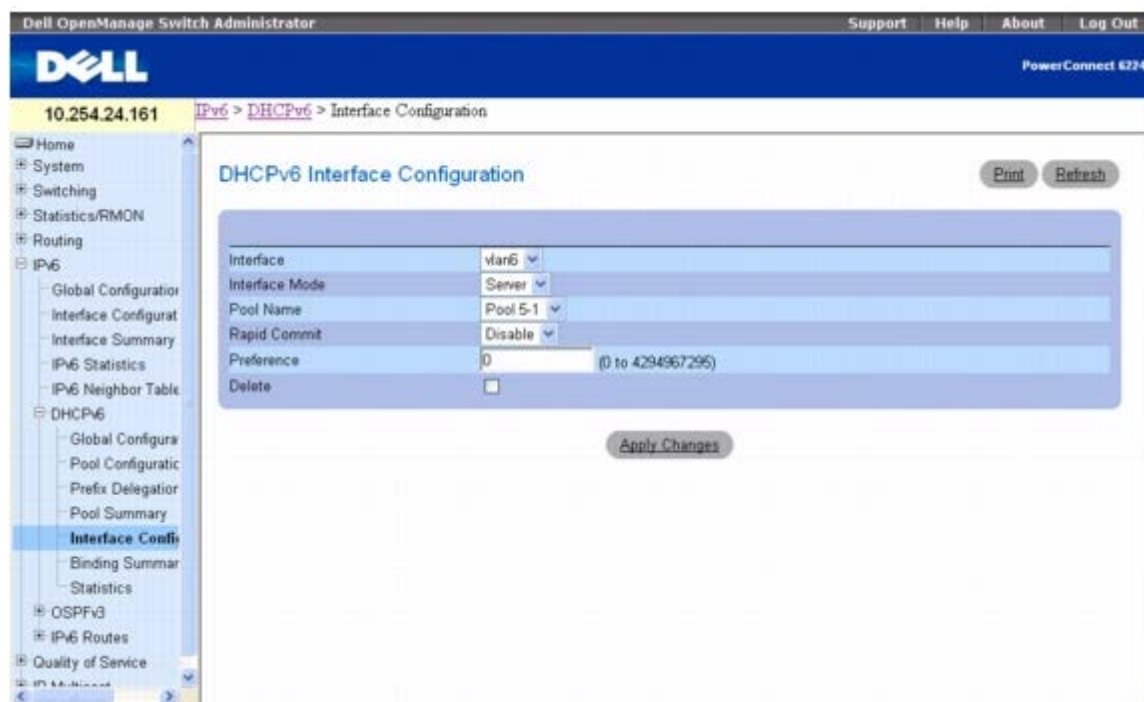 Dell OpenManage Switch Administrator
Support Help About Log Out
DELL
PowerConnect 6224
10.254.24.161
IPv6 > DHCPv6 > Interface Configuration
Home
System
Switching
Statistics/RMON
Routing
IPv6
Global Configuration
Interface Configurat
Interface Summary
IPv6 Statistics
IPv6 Neighbor Table
DHCPv6
Global Configura
Pool Configuratic
Prefix Delegation
Pool Summary
Interface Confi
Binding Summar
Statistics
OSPFv3
IPv6 Routes
Quality of Service
DHCPv6 Interface Configuration
Print Refresh
Interface vlan6
Interface Mode Server
Pool Name Pool 5-1
Rapid Commit Disable
Preference 0 (0 to 4294967295)
Delete
Apply Changes